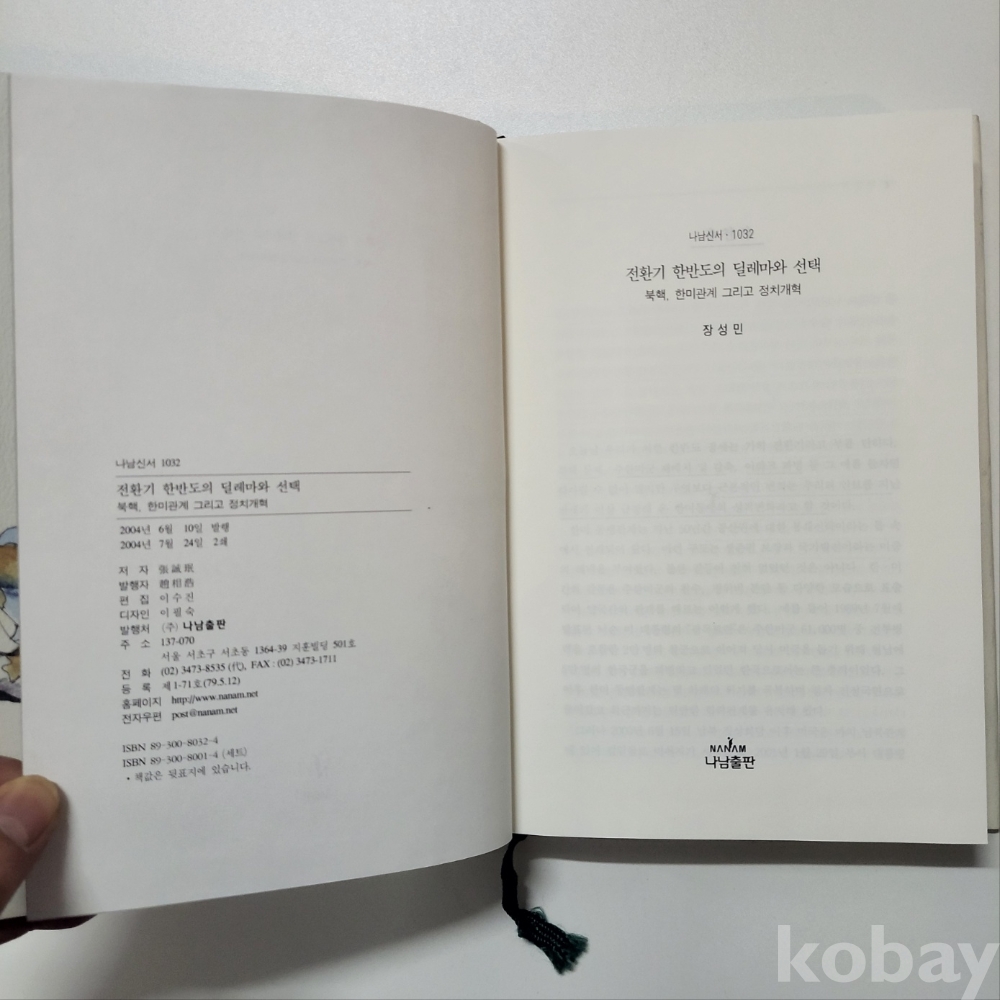 나남신서 1032
전환기 한반도의 딜레마와 선택
북핵, 한미관계 그리고 정치개혁
2004년 6월 10일 발행
2004년 7월 24일 2쇄
저 자 張誠珉
발행자 趙相浩
편 집 이수진
디자인 이필숙
발행처 (주) 나남출판
주 소 137-070
서울 서초구 서초동 1364-39 지훈빌딩 501호
전 화 (02) 3473-8535 (代), FAX : (02) 3473-1711
등 록 제 1-71호(79.5.12)
홈페이지 http://www.nanam.net
전자우편 post@nanam.net
ISBN 89-300-8032-4
ISBN 89-300-8001-4 (세트)
• 책값은 뒷표지에 있습니다.
나남신서 · 1032
전환기 한반도의 딜레마와 선택
북핵, 한미관계 그리고 정치개혁
장 성 민
NANAM
나남출판
kobay